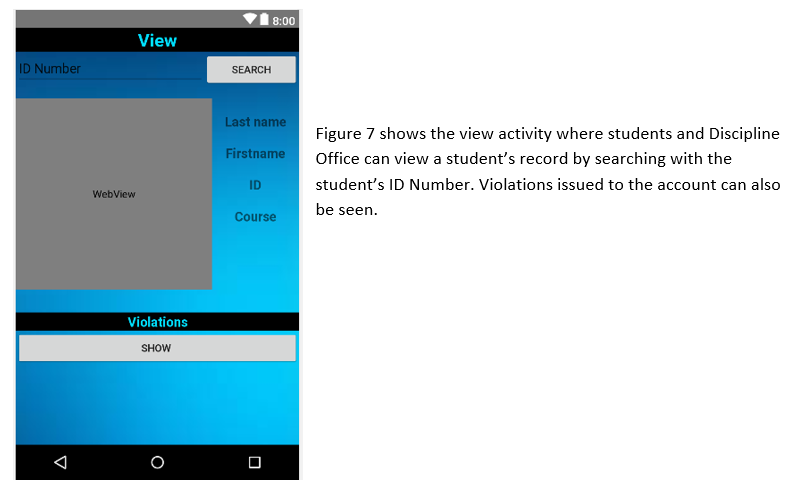 8:00
View
ID Number
SEARCH
WebView
Last name
Firstname
ID
Course
Violations
SHOW
Figure 7 shows the view activity where students and Discipline
Office can view a student’s record by searching with the
student’s ID Number. Violations issued to the account can also
be seen.